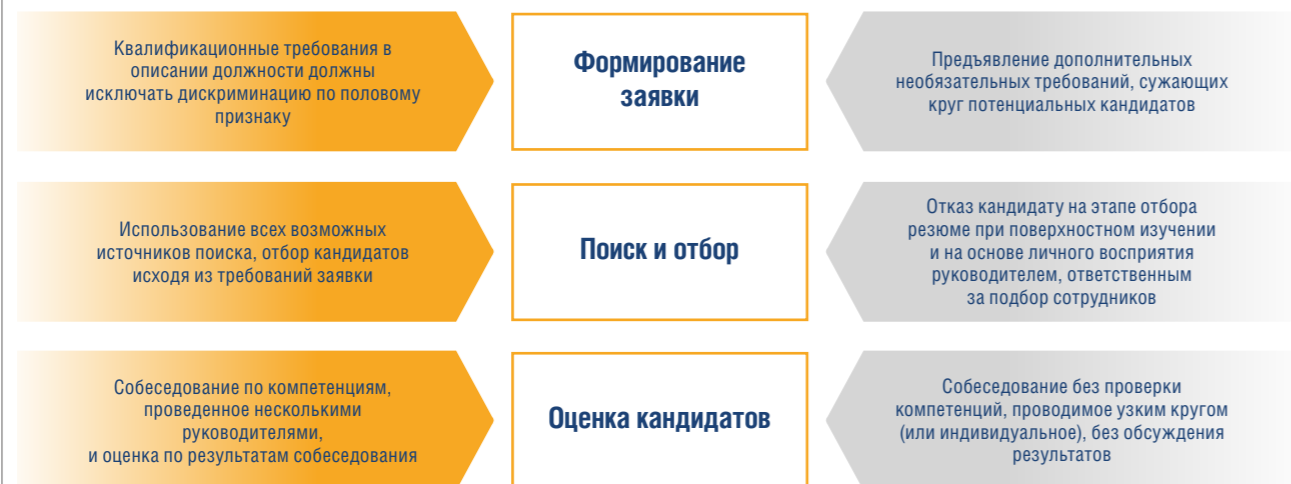 Квалификационные требования в
описании должности должны
исключать дискриминацию по половому
признаку
Формирование
заявки
Предъявление дополнительных
необязательных требований, сужающих
круг потенциальных кандидатов
Использование всех возможных
источников поиска, отбор кандидатов
исходя из требований заявки
Поиск и отбор
Отказ кандидату на этапе отбора
резюме при поверхностном изучении
и на основе личного восприятия
руководителем, ответственным
за подбор сотрудников
Собеседование по компетенциям,
проведенное несколькими
руководителями,
и оценка по результатам собеседования
Оценка кандидатов
Собеседование без проверки
компетенций, проводимое узким кругом
(или индивидуальное), без обсуждения
результатов